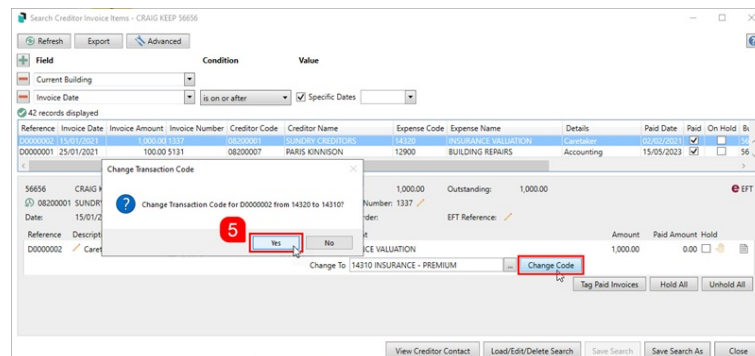 Search Creditor Invoice Items - CRAIG KEEP 56656
Refresh Export Advanced
Field Condition Value
Current Building
Invoice Date is on or after Specific Dates
42 records displayed
Reference Invoice Date Invoice Amount Invoice Number Creditor Code Creditor Name Expense Code Expense Name Details Paid Date Paid On Hold
D0000002 15/01/2021 1,000.00 1337 08200001 SUNDRY CREDITORS 14320 INSURANCE VALUATION Caretaker 02/02/2021 56
D0000001 25/01/2021 100.00 5131 08200007 PARIS KINNISON 12900 BUILDING REPAIRS Accounting 15/05/2023 56
Change Transaction Code
56656 CRAIG 1,000.00 Outstanding: 1,000.00 EFT
Change Transaction Code for D0000002 from 14320 to 14310?
08200001 SUNDR Number: 1337
Date: 15/01/2 rder: EFT Reference:
5
Yes No
Reference Descript Amount Paid Amount Hold
D0000002 Caret CE VALUATION 1,000.00 0.00
Change To 14310 INSURANCE - PREMIUM ... Change Code
Tag Paid Invoices Hold All Unhold All
View Creditor Contact Load/Edit/Delete Search Save Search Save Search As Close